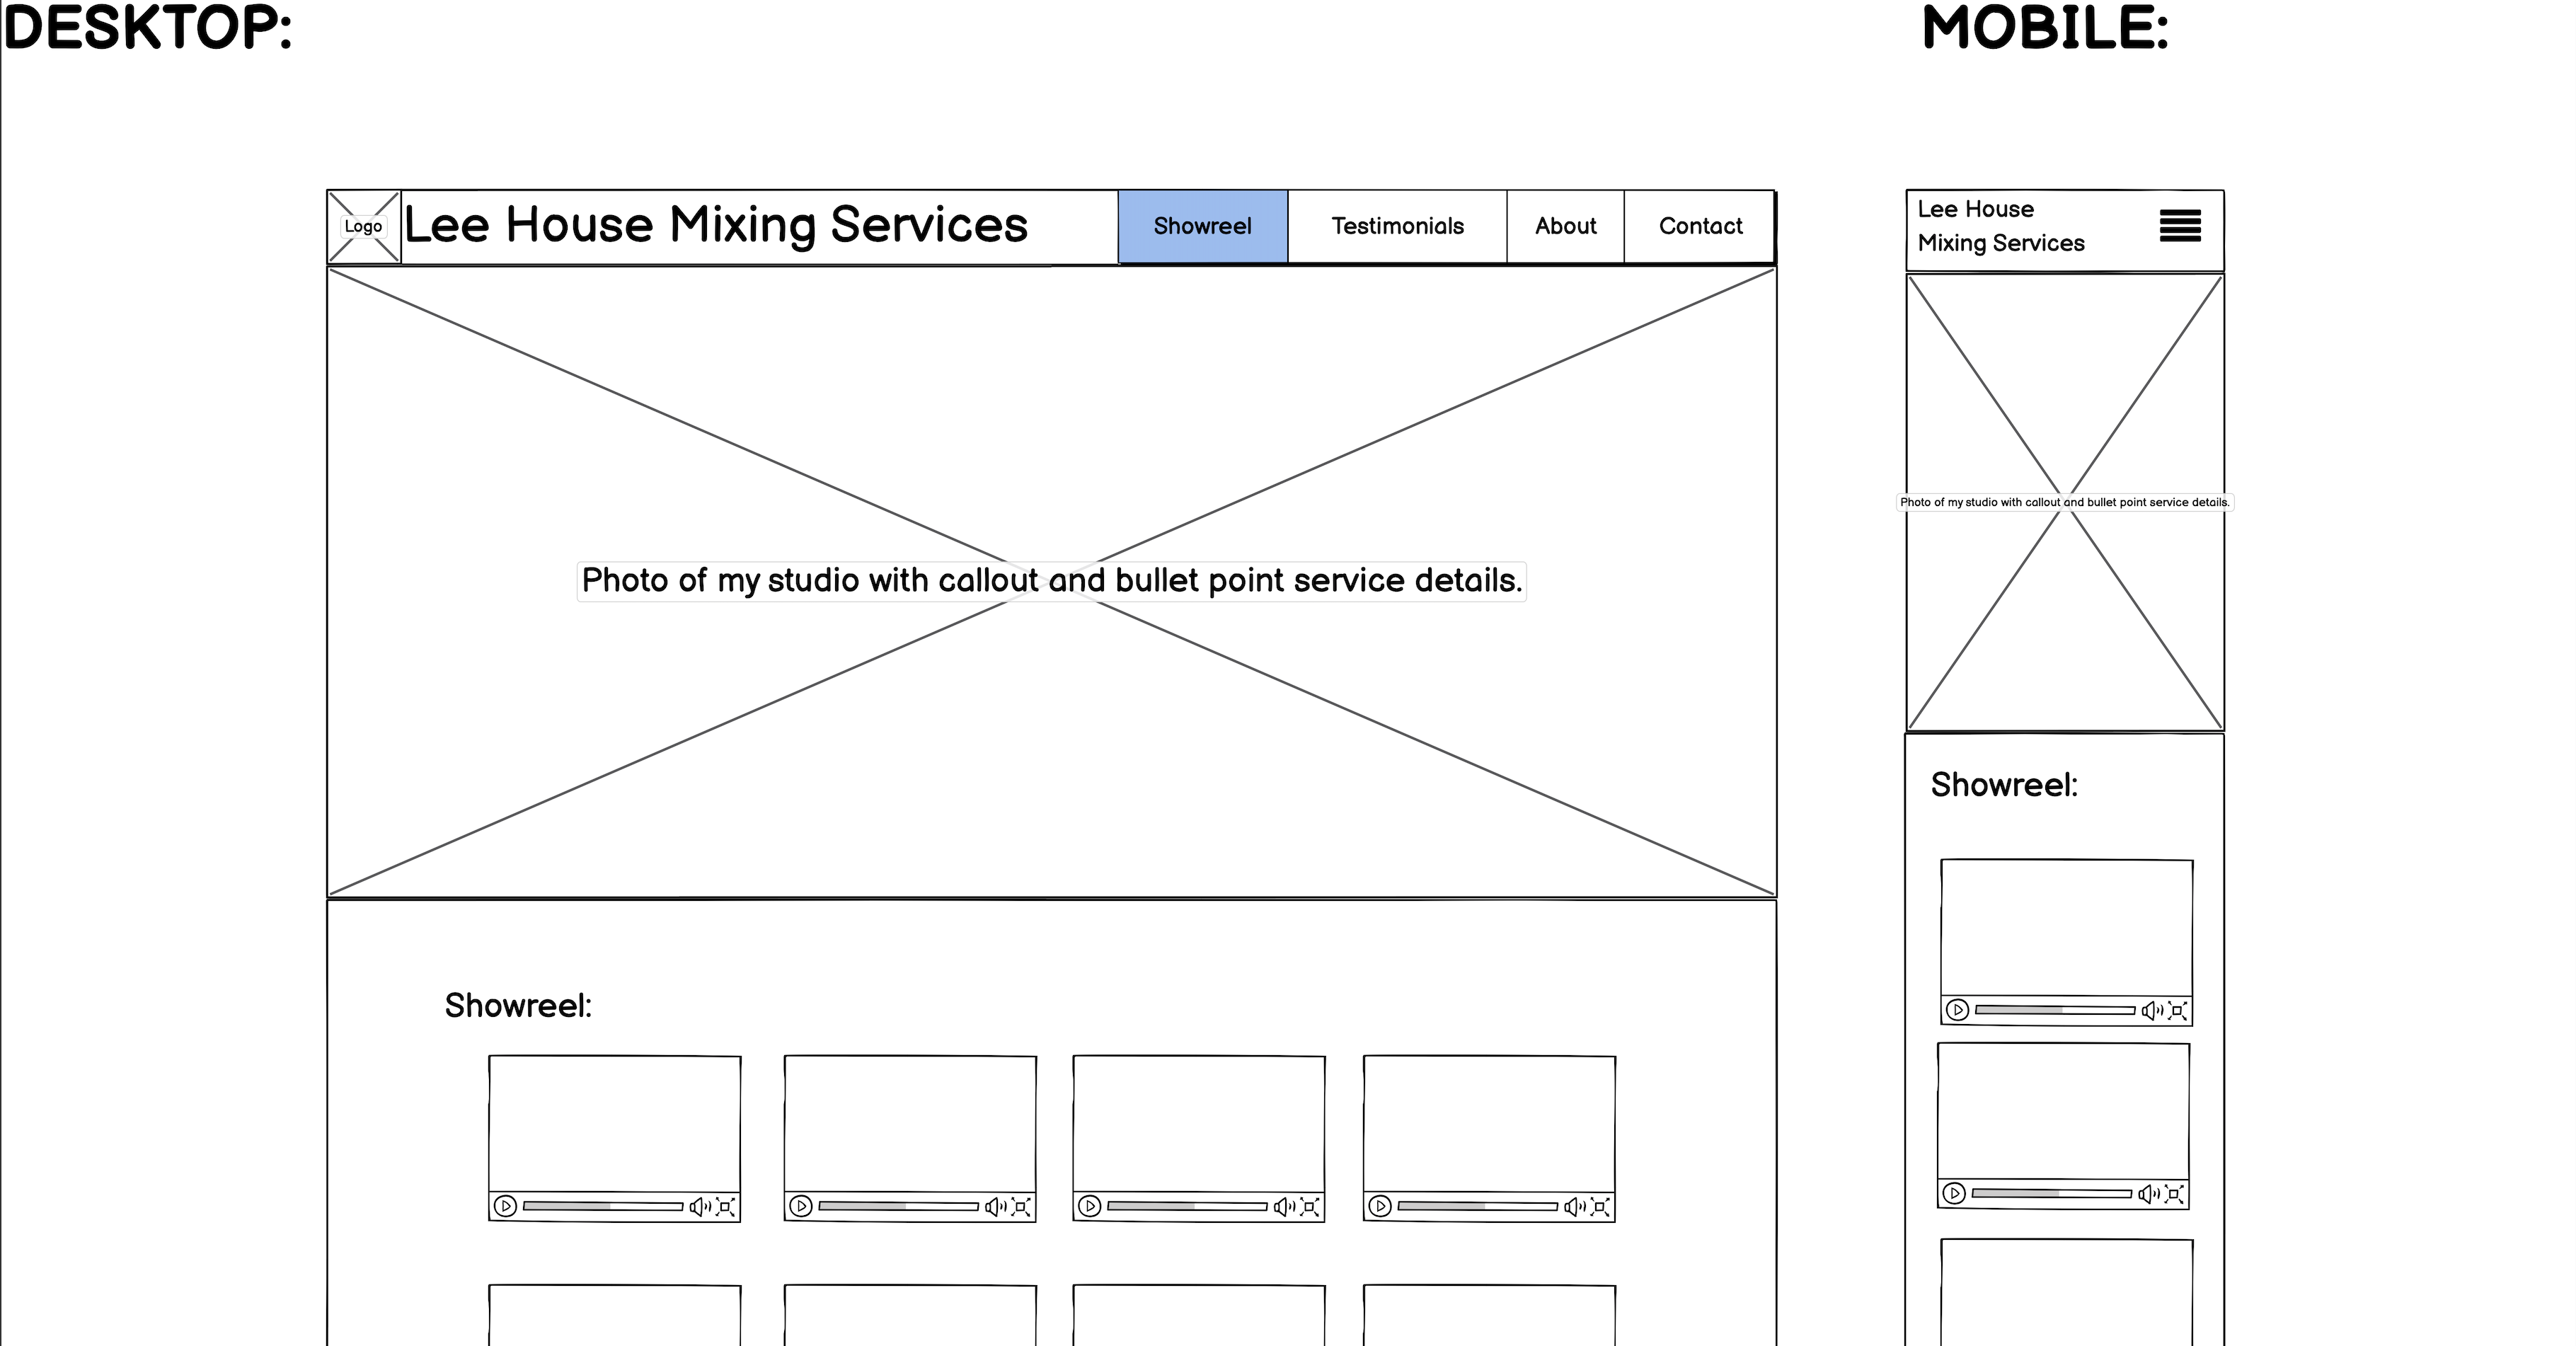 DESKTOP:
MOBILE:
Logo
Lee House Mixing Services
Showreel
Testimonials
About
Contact
Photo of my studio with callout and bullet point service details.
Showreel:
Lee House
Mixing Services
Photo of my studio with callout and bullet point service details.
Showreel: